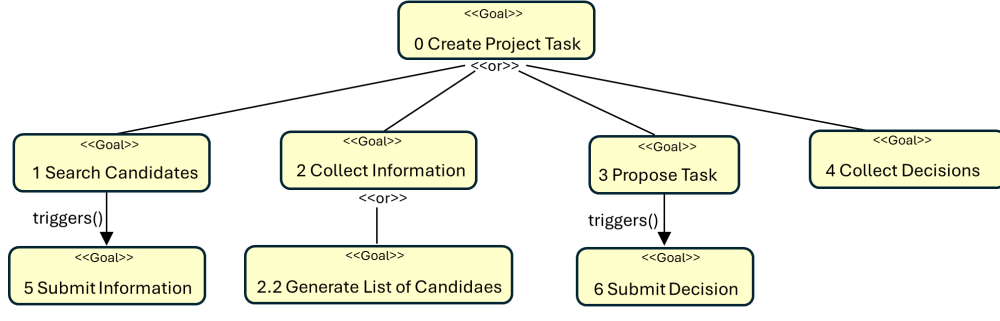 <<Goal>>
0 Create Project Task
<<or>>
<<Goal>>
1 Search Candidates
<<Goal>>
2 Collect Information
<<Goal>>
3 Propose Task
<<Goal>>
4 Collect Decisions
<<or>>
triggers()
triggers()
<<Goal>>
5 Submit Information
<<Goal>>
2.2 Generate List of Candidaes
<<Goal>>
6 Submit Decision